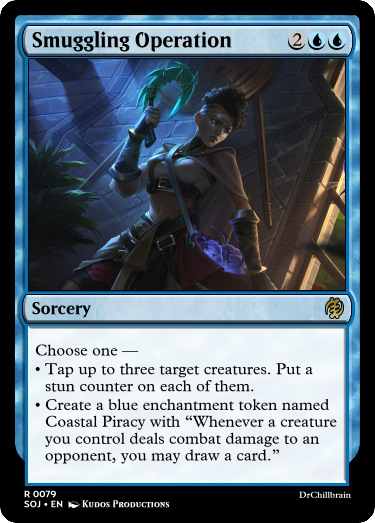 Smuggling Operation 2
Sorcery
Choose one —
• Tap up to three target creatures. Put a
stun counter on each of them.
• Create a blue enchantment token named
Coastal Piracy with “Whenever a creature
you control deals combat damage to an
opponent, you may draw a card.”
R 0079
SOJ • EN Kudos Productions
DrChillbrain